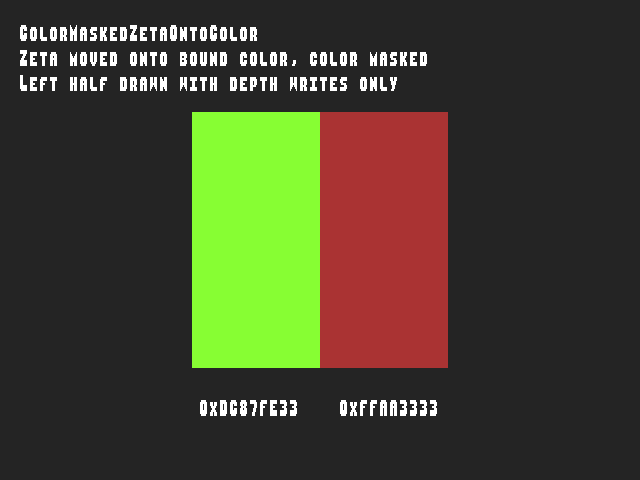 ColorMaskedZetaOntoColor
Zeta moved onto bound color, color masked
Left half drawn with depth writes only
0xDC87FE33 0xFFAA3333